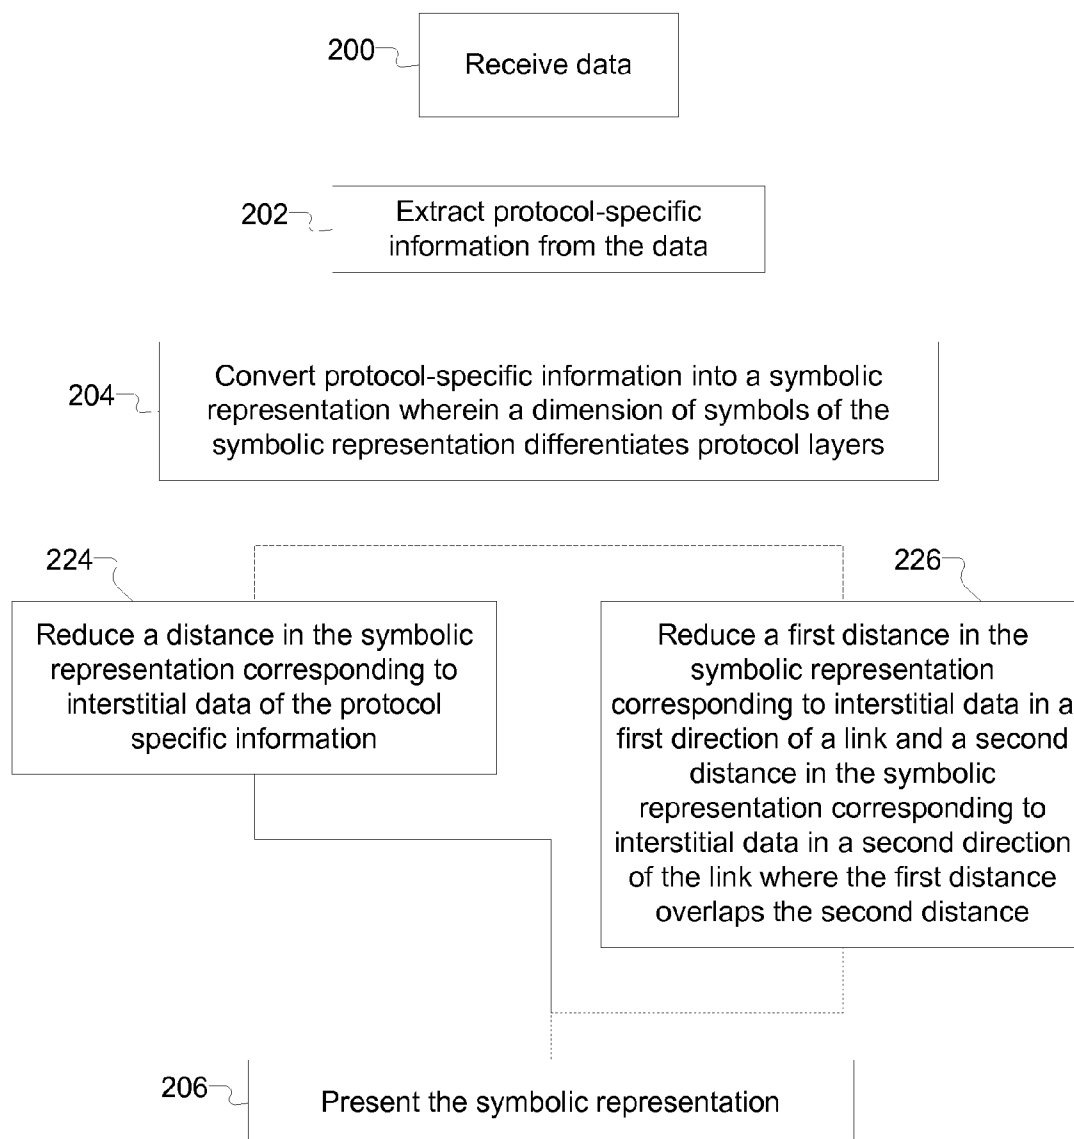 200
Receive data
202
Extract protocol-specific
information from the data
204
Convert protocol-specific information into a symbolic
representation wherein a dimension of symbols of the
symbolic representation differentiates protocol layers
224
Reduce a distance in the symbolic
representation corresponding to
interstitial data of the protocol
specific information
226
Reduce a first distance in the
symbolic representation
corresponding to interstitial data in a
first direction of a link and a second
distance in the symbolic
representation corresponding to
interstitial data in a second direction
of the link where the first distance
overlaps the second distance
206
Present the symbolic representation